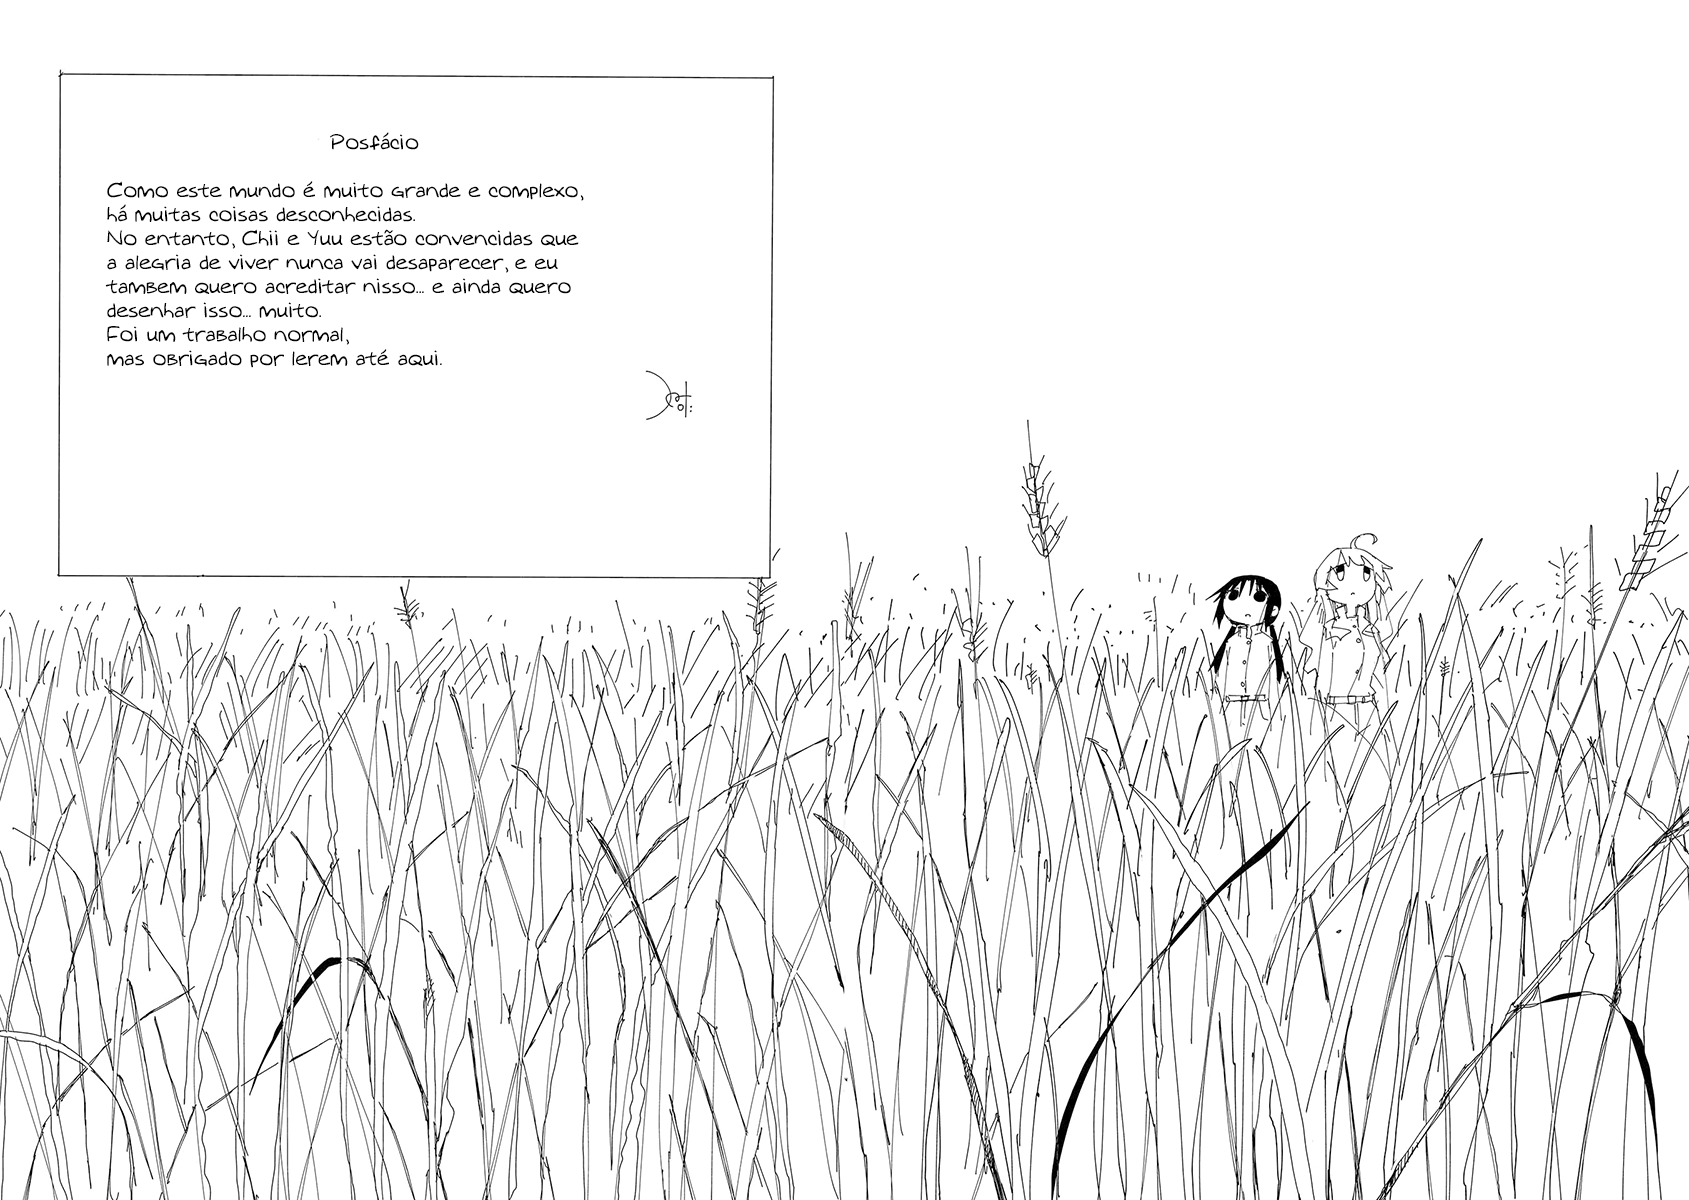 Posfácio
Como este mundo é muito grande e complexo,
há muitas coisas desconhecidas.
No entanto, Chii e Yuu estão convencidas que
a alegria de viver nunca vai desaparecer, e eu
tambem quero acreditar nisso... e ainda quero
desenhar isso... muito.
Foi um trabalho normal,
mas obrigado por lerem até aqui.